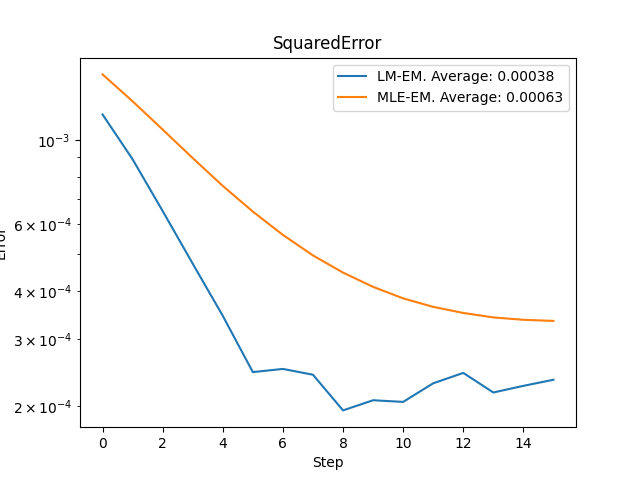 SquaredError
LM-EM. Average: 0.00038
MLE-EM. Average: 0.00063
Error
10⁻³
6 × 10⁻⁴
4 × 10⁻⁴
3 × 10⁻⁴
2 × 10⁻⁴
0 2 4 6 8 10 12 14
Step